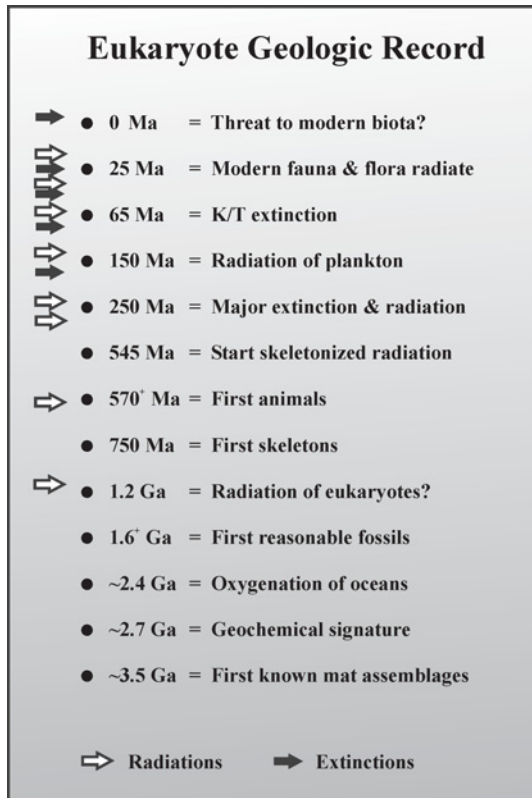 Eukaryote Geologic Record
● 0 Ma = Threat to modern biota?
● 25 Ma = Modern fauna & flora radiate
● 65 Ma = K/T extinction
● 150 Ma = Radiation of plankton
● 250 Ma = Major extinction & radiation
● 545 Ma = Start skeletonized radiation
● 570⁺ Ma = First animals
● 750 Ma = First skeletons
● 1.2 Ga = Radiation of eukaryotes?
● 1.6⁺ Ga = First reasonable fossils
● ~2.4 Ga = Oxygenation of oceans
● ~2.7 Ga = Geochemical signature
● ~3.5 Ga = First known mat assemblages
Radiations Extinctions